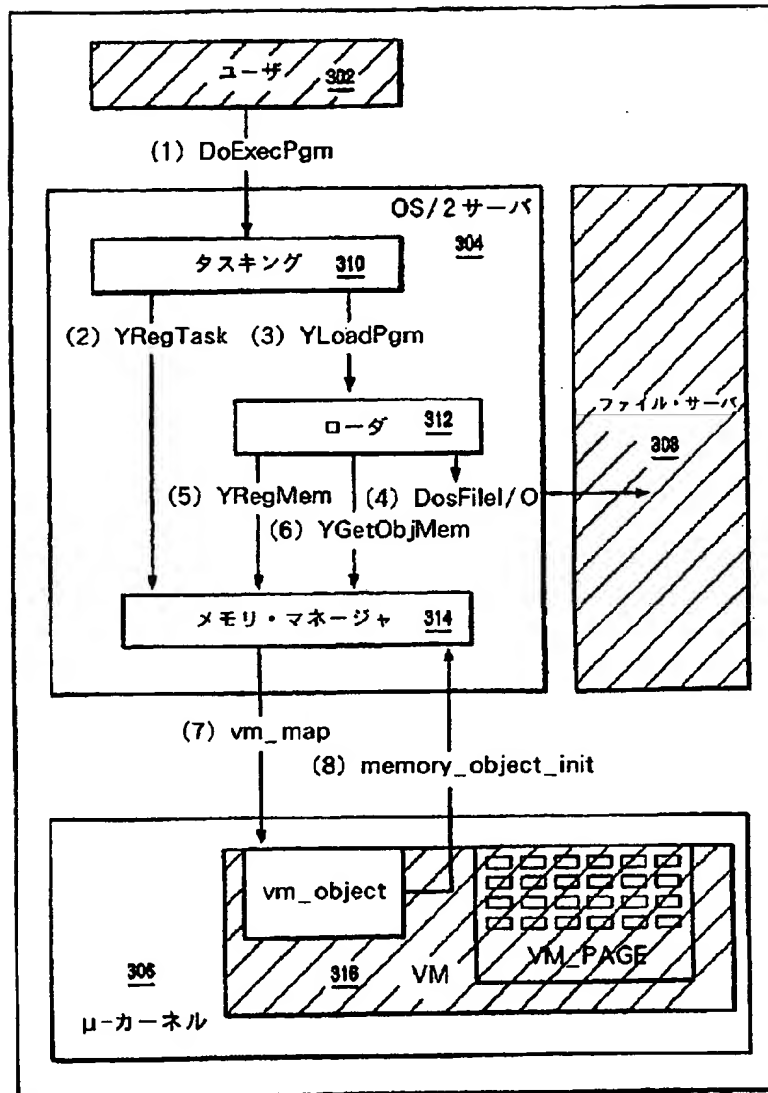 ユーザ 302
(1) DoExecPgm
OS/2サーバ
304
タスキング 310
(2) YRegTask
(3) YLoadPgm
ローダ 312
(5) YRegMem
(4) DosFileI/O
(6) YGetObjMem
メモリ・マネージャ 314
ファイル・サーバ
308
(7) vm_map
(8) memory_object_init
vm_object
VM_PAGE
306
316
VM
μ-カーネル